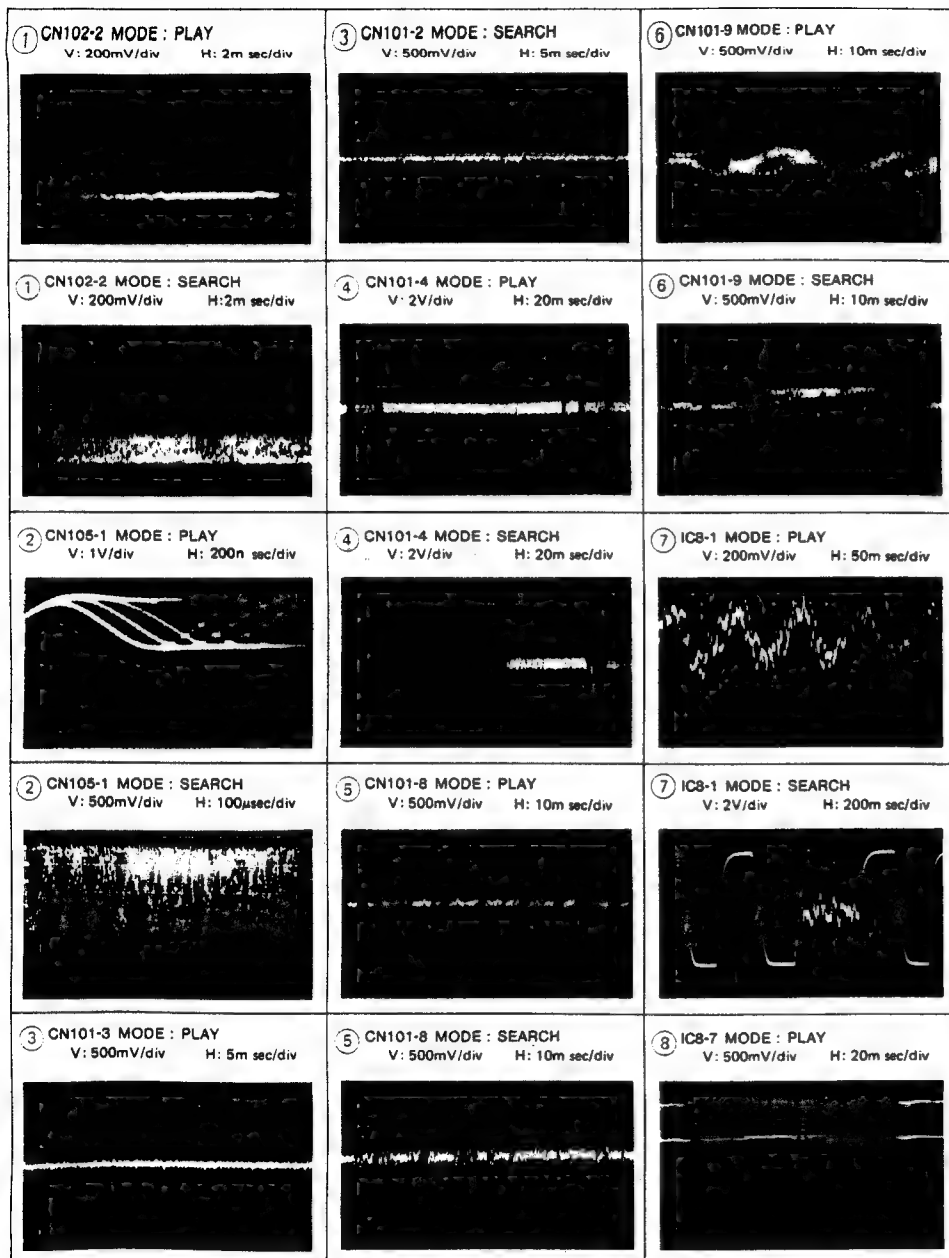 ① CN102-2 MODE : PLAY
V : 200mV/div H : 2m sec/div
① CN102-2 MODE : SEARCH
V : 200mV/div H:2m sec/div
② CN105-1 MODE : PLAY
V : 1V/div H : 200n sec/div
② CN105-1 MODE : SEARCH
V : 500mV/div H : 100μsec/div
③ CN101-3 MODE : PLAY
V : 500mV/div H : 5m sec/div
③ CN101-2 MODE : SEARCH
V : 500mV/div H : 5m sec/div
④ CN101-4 MODE : PLAY
V : 2V/div H : 20m sec/div
④ CN101-4 MODE : SEARCH
V : 2V/div H : 20m sec/div
⑤ CN101-8 MODE : PLAY
V : 500mV/div H : 10m sec/div
⑤ CN101-8 MODE : SEARCH
V : 500mV/div H : 10m sec/div
⑥ CN101-9 MODE : PLAY
V : 500mV/div H : 10m sec/div
⑥ CN101-9 MODE : SEARCH
V : 500mV/div H : 10m sec/div
⑦ IC8-1 MODE : PLAY
V : 200mV/div H : 50m sec/div
⑦ IC8-1 MODE : SEARCH
V : 2V/div H : 200m sec/div
⑧ IC8-7 MODE : PLAY
V : 500mV/div H : 20m sec/div